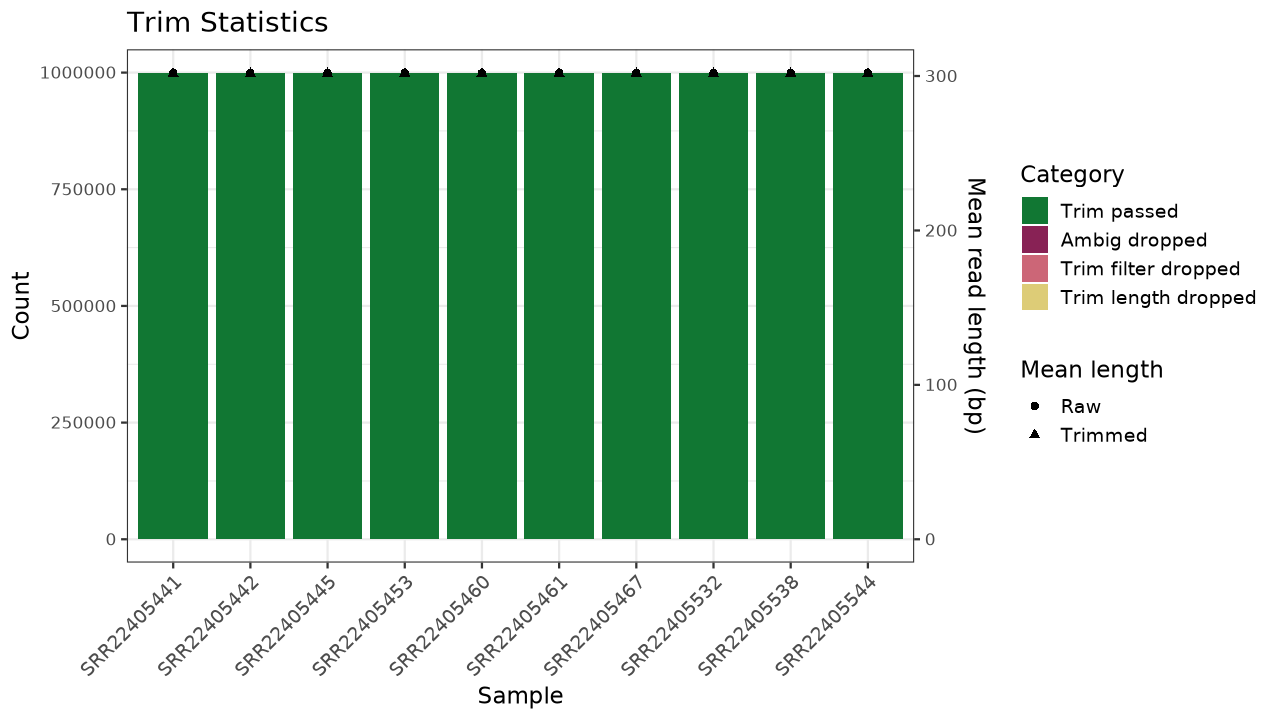 Trim Statistics
Count
1000000
750000
500000
250000
0
300
200
100
0
Mean read length (bp)
SRR22405441
SRR22405442
SRR22405445
SRR22405453
SRR22405460
SRR22405461
SRR22405467
SRR22405532
SRR22405538
SRR22405544
Sample
Category
Trim passed
Ambig dropped
Trim filter dropped
Trim length dropped
Mean length
Raw
Trimmed